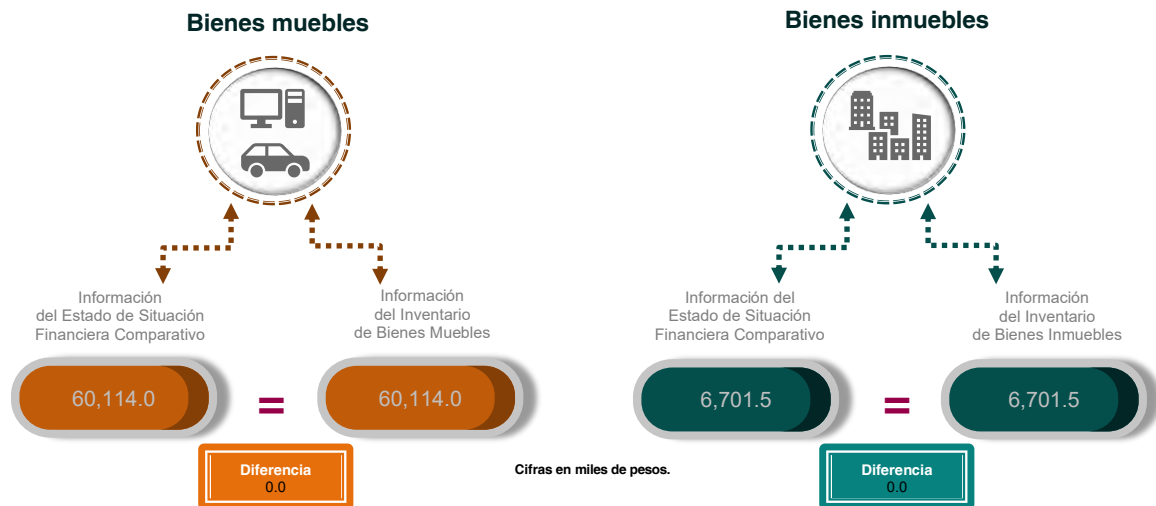 Bienes muebles
Información
del Estado de Situación
Financiera Comparativo
Información
del Inventario
de Bienes Muebles
60,114.0
=
60,114.0
Diferencia
0.0
Cifras en miles de pesos.
Bienes inmuebles
Información del
Estado de Situación
Financiera Comparativo
Información
del Inventario
de Bienes Inmuebles
6,701.5
=
6,701.5
Diferencia
0.0